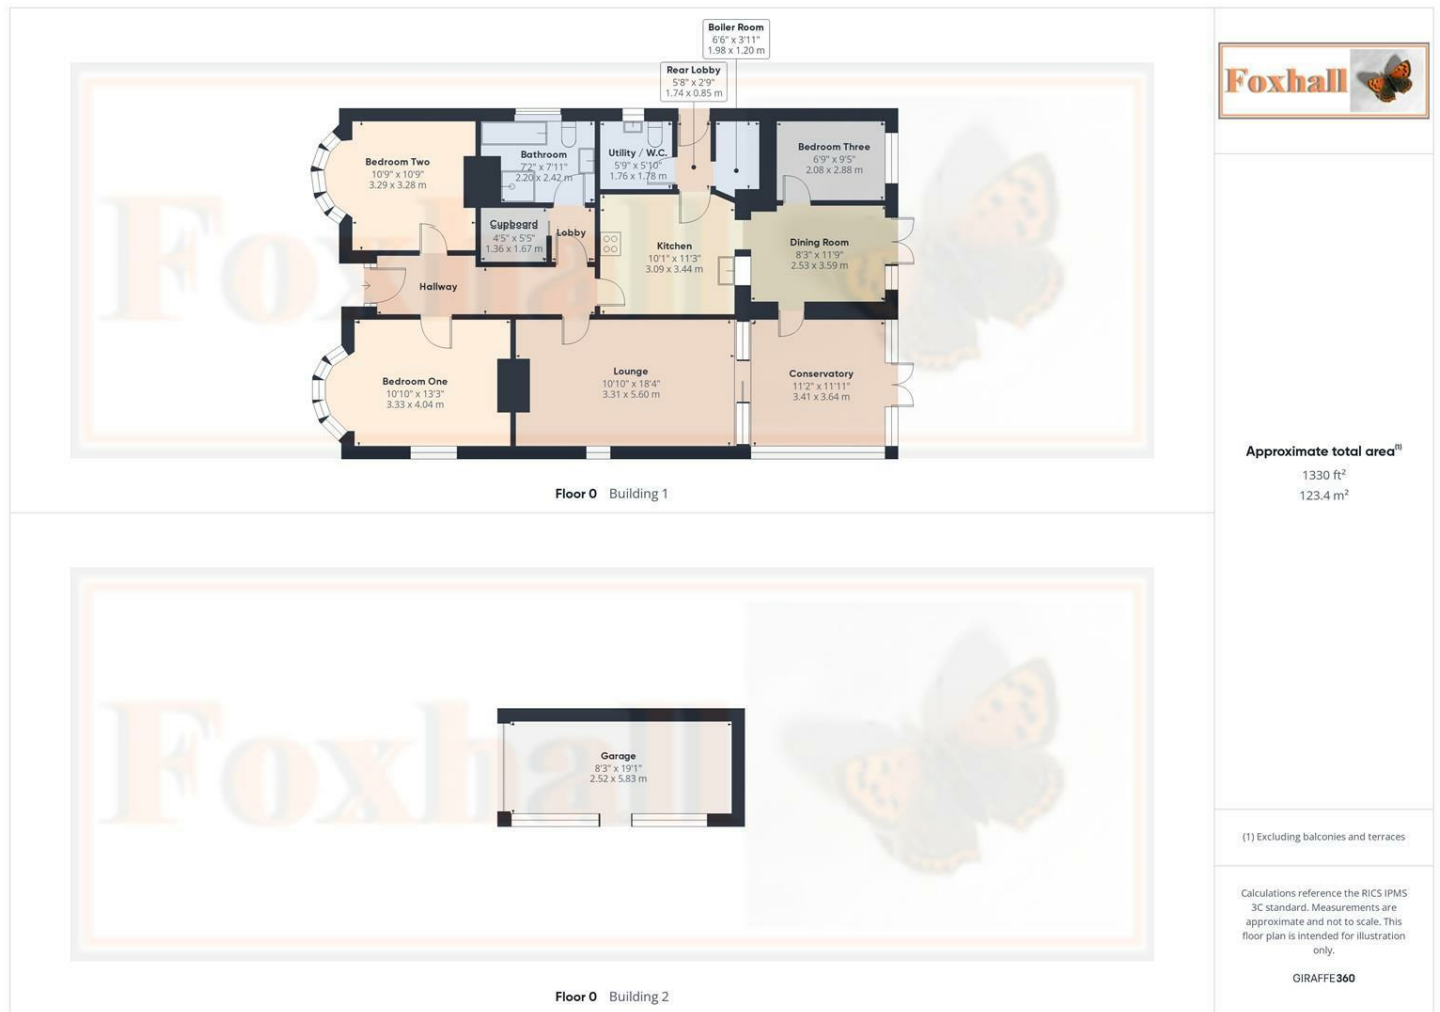 Boiler Room
6'6" x 3'11"
1.98 x 1.20 m
Rear Lobby
5'8" x 2'9"
1.74 x 0.85 m
Foxhall
Bedroom Two
10'9" x 10'9"
3.29 x 3.28 m
Bathroom
7'2" x 7'11"
2.20 x 2.42 m
Utility / W.C.
5'9" x 5'10"
1.76 x 1.78 m
Bedroom Three
6'9" x 9'5"
2.08 x 2.88 m
Cupboard
4'5" x 5'5"
1.36 x 1.67 m
Lobby
Kitchen
10'1" x 11'3"
3.09 x 3.44 m
Dining Room
8'3" x 11'9"
2.53 x 3.59 m
Hallway
Foxhall
Bedroom One
10'10" x 13'3"
3.33 x 4.04 m
Lounge
10'10" x 18'4"
3.31 x 5.60 m
Conservatory
11'2" x 11'11"
3.41 x 3.64 m
Floor 0 Building 1
Approximate total area(1)
1330 ft²
123.4 m²
Foxhall
Garage
8'3" x 19'1"
2.52 x 5.83 m
Floor 0 Building 2
(1) Excluding balconies and terraces
Calculations reference the RICS IPMS
3C standard. Measurements are
approximate and not to scale. This
floor plan is intended for illustration
only.
GIRAFFE360